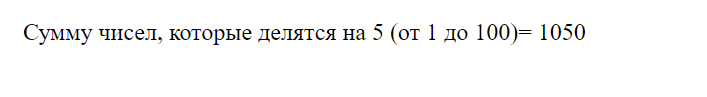 Сумму чисел, которые делятся на 5 (от 1 до 100)= 1050